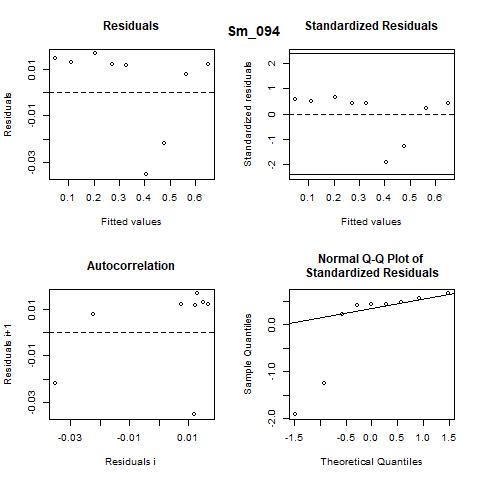 Sm_094
Residuals
Residuals
-0.03 -0.01 0.01
0.1 0.2 0.3 0.4 0.5 0.6
Fitted values
Standardized Residuals
Standardized residuals
-2 -1 0 1 2
0.1 0.2 0.3 0.4 0.5 0.6
Fitted values
Autocorrelation
Residuals i+1
-0.03 -0.01 0.01
-0.03 -0.01 0.01
Residuals i
Normal Q-Q Plot of
Standardized Residuals
Sample Quantiles
-2.0 -1.0 0.0
-1.5 -0.5 0.0 0.5 1.0 1.5
Theoretical Quantiles